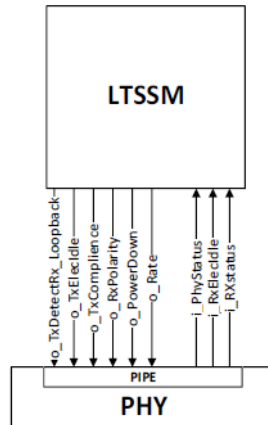 LTSSM
o_TxDetectRx_Loopback
o_TxElecIdle
o_TxComplience
o_RxPolarity
o_PowerDown
o_Rate
i_PhyStatus
i_RxElecIdle
i_RXstatus
PIPE
PHY